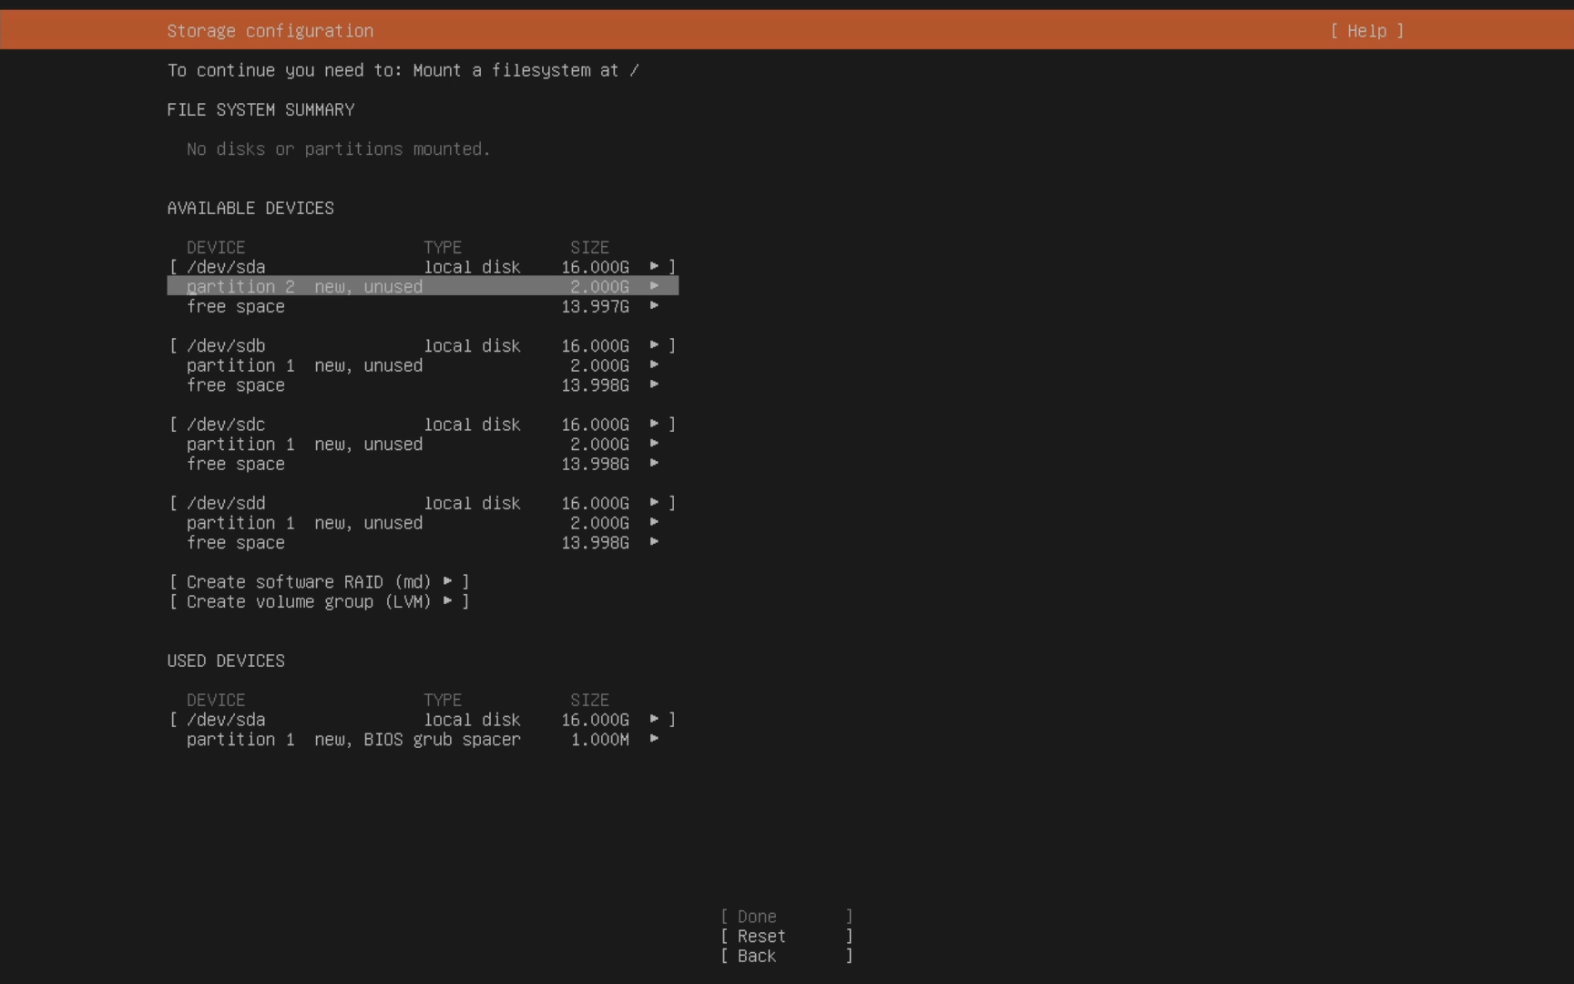 Storage configuration [ Help ]
To continue you need to: Mount a filesystem at /
FILE SYSTEM SUMMARY
No disks or partitions mounted.
AVAILABLE DEVICES
DEVICE TYPE SIZE
[ /dev/sda local disk 16.000G ► ]
partition 2 new, unused 2.000G ►
free space 13.997G ►
[ /dev/sdb local disk 16.000G ► ]
partition 1 new, unused 2.000G ►
free space 13.998G ►
[ /dev/sdc local disk 16.000G ► ]
partition 1 new, unused 2.000G ►
free space 13.998G ►
[ /dev/sdd local disk 16.000G ► ]
partition 1 new, unused 2.000G ►
free space 13.998G ►
[ Create software RAID (md) ► ]
[ Create volume group (LVM) ► ]
USED DEVICES
DEVICE TYPE SIZE
[ /dev/sda local disk 16.000G ► ]
partition 1 new, BIOS grub spacer 1.000M ►
[ Done ]
[ Reset ]
[ Back ]